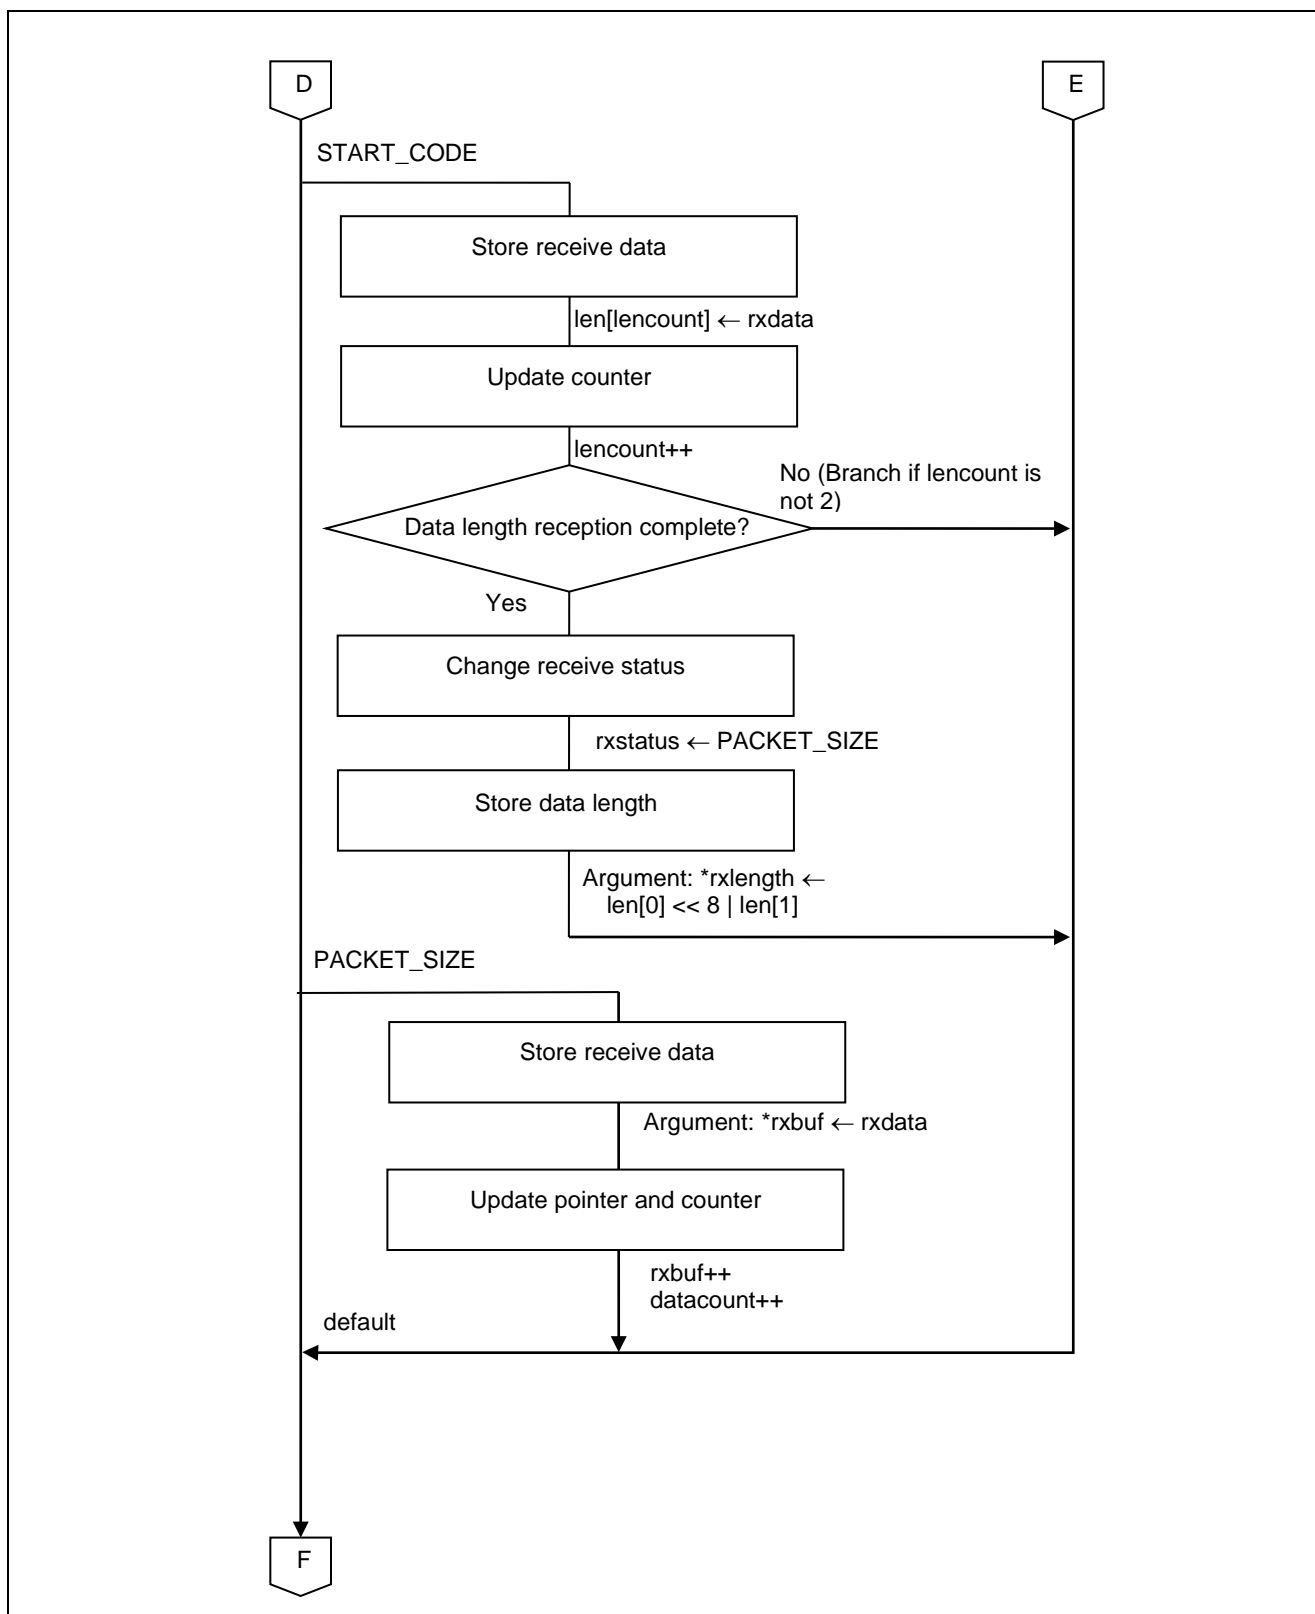 D
E
START_CODE
Store receive data
len[lencount] ← rxdata
Update counter
lencount++
No (Branch if lencount is
not 2)
Data length reception complete?
Yes
Change receive status
rxstatus ← PACKET_SIZE
Store data length
Argument: *rxlength ←
len[0] << 8 | len[1]
PACKET_SIZE
Store receive data
Argument: *rxbuf ← rxdata
Update pointer and counter
rxbuf++
datacount++
default
F